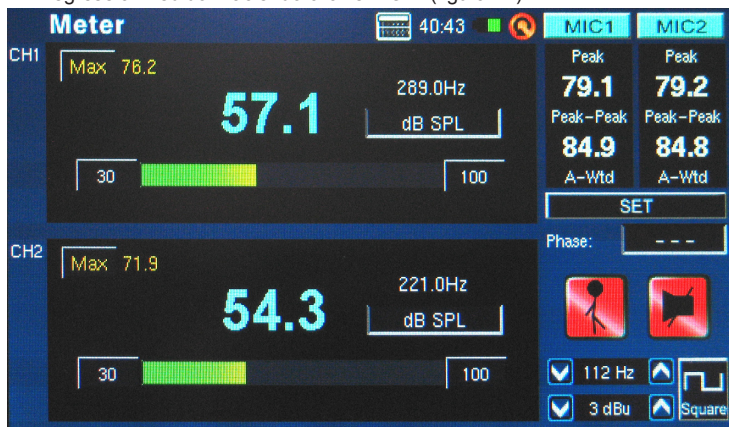 Meter
40:43
MIC1 MIC2
CH1
Max 76.2
57.1
289.0Hz
dB SPL
30
100
Peak Peak
79.1 79.2
Peak-Peak Peak-Peak
84.9 84.8
A-Wtd A-Wtd
SET
Phase: ---
CH2
Max 71.9
54.3
221.0Hz
dB SPL
30
100
112 Hz
3 dBu
Square